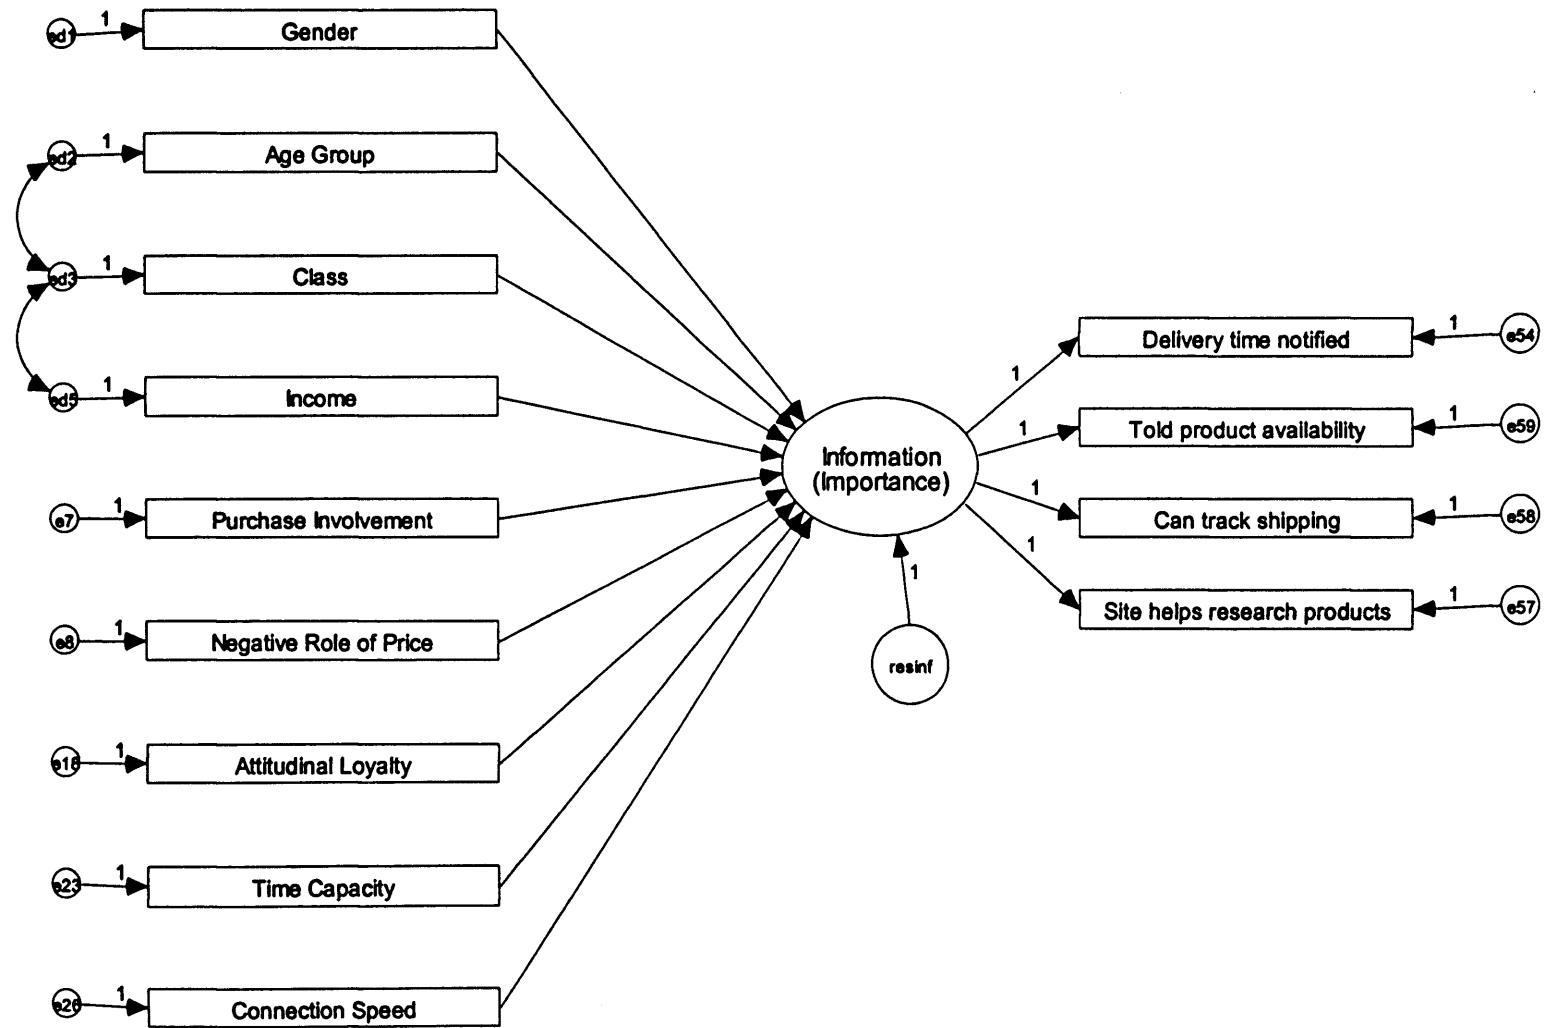 ed1
1
Gender
ed2
1
Age Group
ed3
1
Class
ed5
1
Income
e7
1
Purchase Involvement
e8
1
Negative Role of Price
e18
1
Attitudinal Loyalty
e23
1
Time Capacity
1
Connection Speed
Information
(Importance)
1
resinf
1
Delivery time notified
1
e54
1
Told product availability
1
e59
1
Can track shipping
1
e58
1
Site helps research products
1
e57